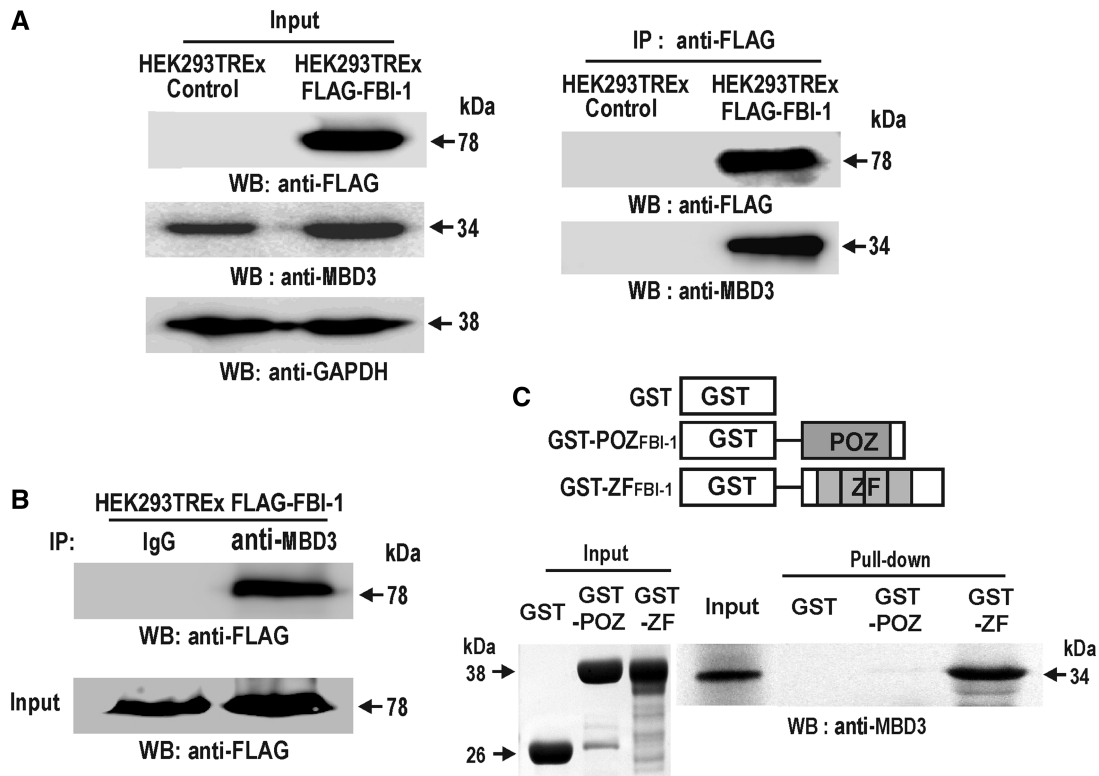 A
Input
HEK293TREx
Control
HEK293TREx
FLAG-FBI-1
kDa
78
WB: anti-FLAG
34
WB : anti-MBD3
38
WB: anti-GAPDH
IP : anti-FLAG
HEK293TREx
Control
HEK293TREx
FLAG-FBI-1
kDa
78
WB : anti-FLAG
34
WB : anti-MBD3
B
HEK293TREx FLAG-FBI-1
IP: IgG anti-MBD3
kDa
78
WB: anti-FLAG
Input
78
WB: anti-FLAG
C
GST GST
GST-POZFBI-1 GST POZ
GST-ZFFBI-1 GST ZF
Input
GST
GST
-POZ
GST
-ZF
kDa
38
26
Input
Pull-down
GST
GST
-POZ
GST
-ZF
kDa
34
WB : anti-MBD3